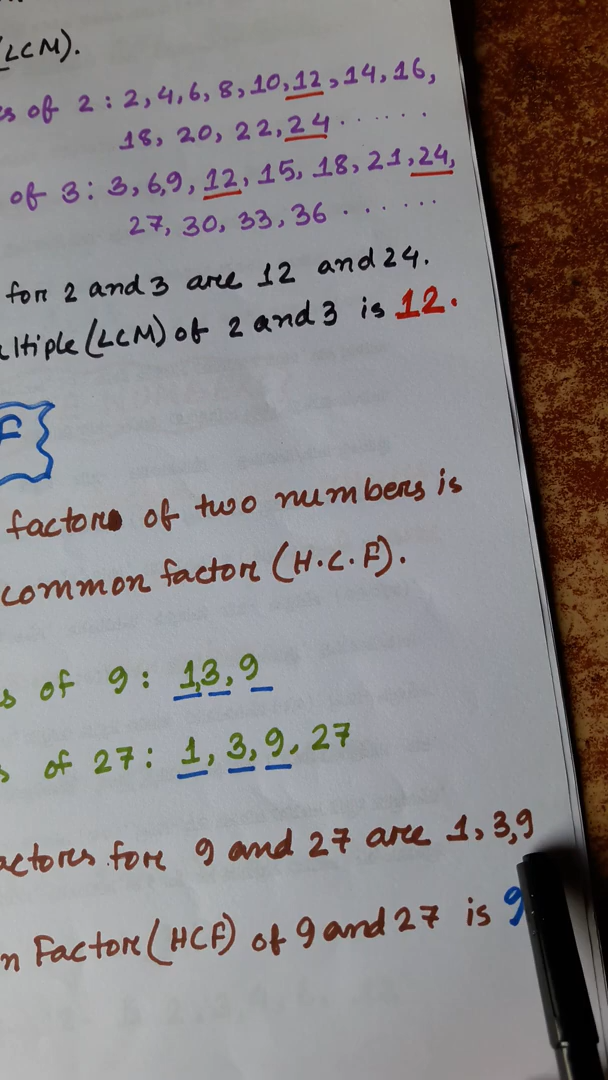 (LCM).
s of 2 : 2, 4, 6, 8, 10, 12, 14, 16,
18, 20, 22, 24 . . . . . .
of 3 : 3, 6, 9, 12, 15, 18, 21, 24,
27, 30, 33, 36 . . . . . .
for 2 and 3 are 12 and 24.
ultiple (LCM) of 2 and 3 is 12.
F
factors of two numbers is
common factor (H.C.F).
s of 9 : 1, 3, 9
s of 27 : 1, 3, 9, 27
actores fore 9 and 27 are 1, 3, 9
n Factore (HCF) of 9 and 27 is 9